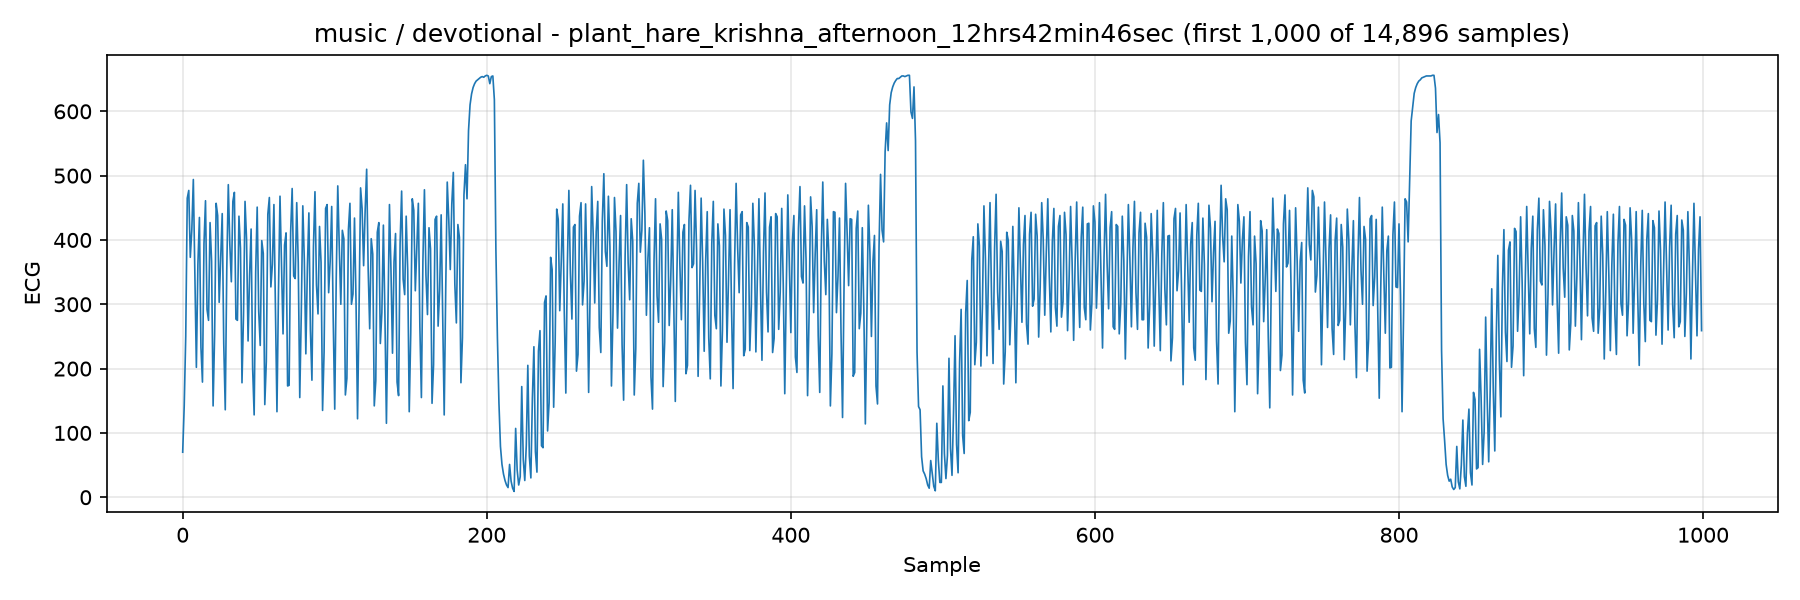 music / devotional - plant_hare_krishna_afternoon_12hrs42min46sec (first 1,000 of 14,896 samples)
ECG
600
500
400
300
200
100
0
0 200 400 600 800 1000
Sample